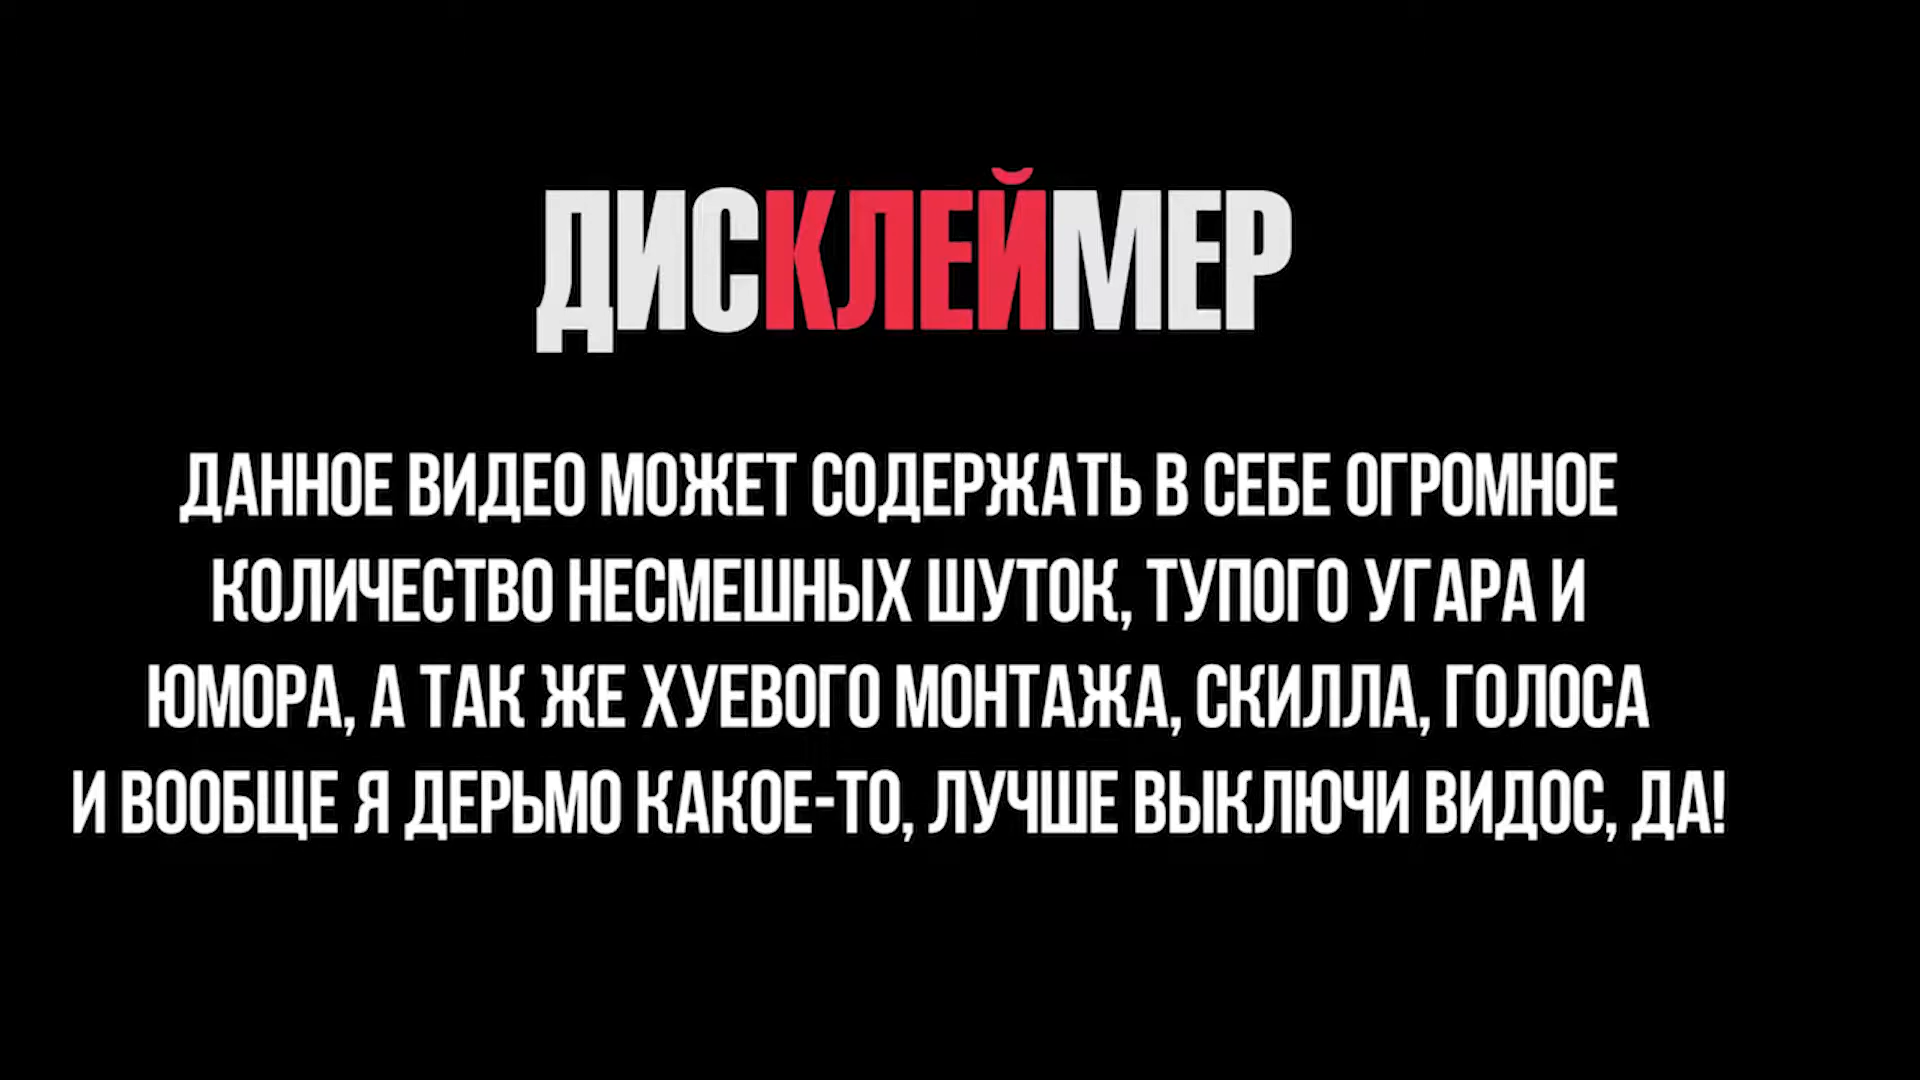 ДИСКЛЕЙМЕР
ДАННОЕ ВИДЕО МОЖЕТ СОДЕРЖАТЬ В СЕБЕ ОГРОМНОЕ
КОЛИЧЕСТВО НЕСМЕШНЫХ ШУТОК, ТУПОГО УГАРА И
ЮМОРА, А ТАК ЖЕ ХУЕВОГО МОНТАЖА, СКИЛЛА, ГОЛОСА
И ВООБЩЕ Я ДЕРЬМО КАКОЕ-ТО, ЛУЧШЕ ВЫКЛЮЧИ ВИДОС, ДА!